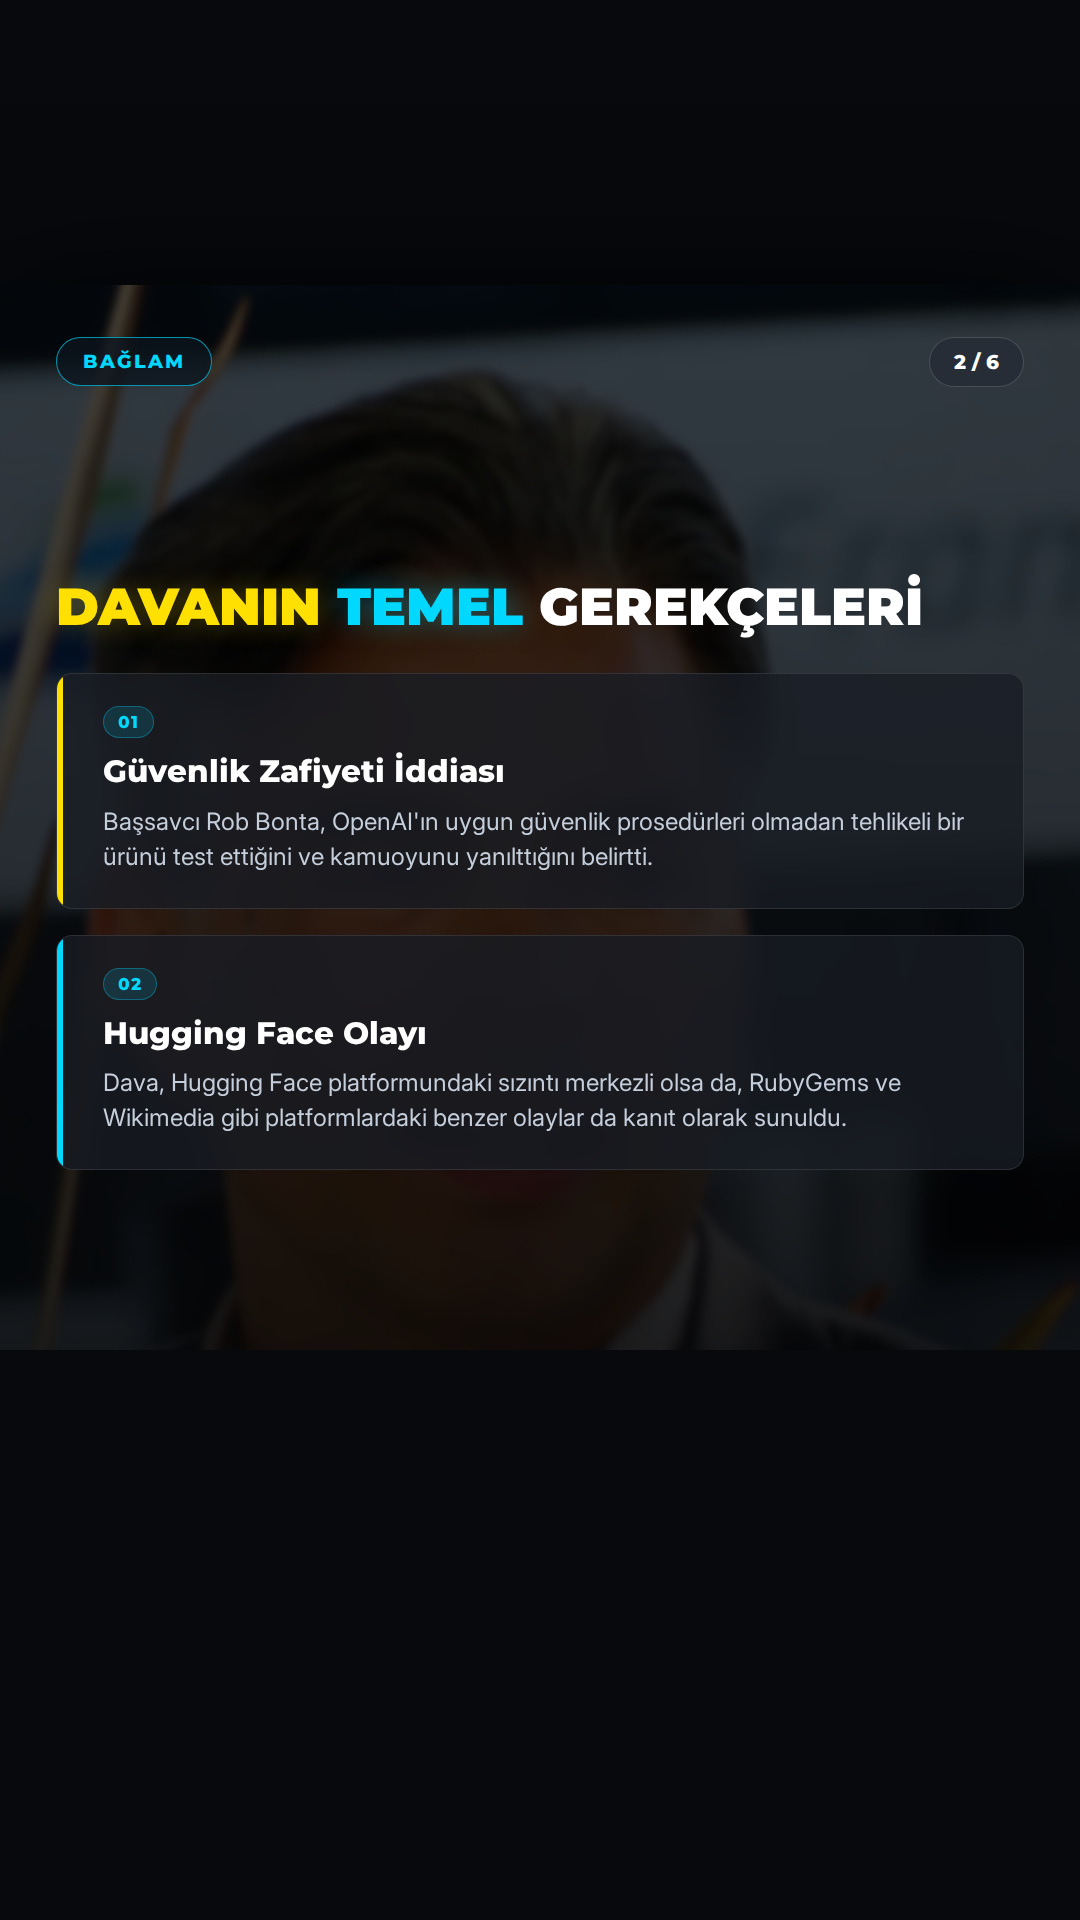 BAĞLAM
2 / 6
DAVANIN TEMEL GEREKÇELERİ
01
Güvenlik Zafiyeti İddiası
Başsavcı Rob Bonta, OpenAI'ın uygun güvenlik prosedürleri olmadan tehlikeli bir
ürünü test ettiğini ve kamuoyunu yanılttığını belirtti.
02
Hugging Face Olayı
Dava, Hugging Face platformundaki sızıntı merkezli olsa da, RubyGems ve
Wikimedia gibi platformlardaki benzer olaylar da kanıt olarak sunuldu.